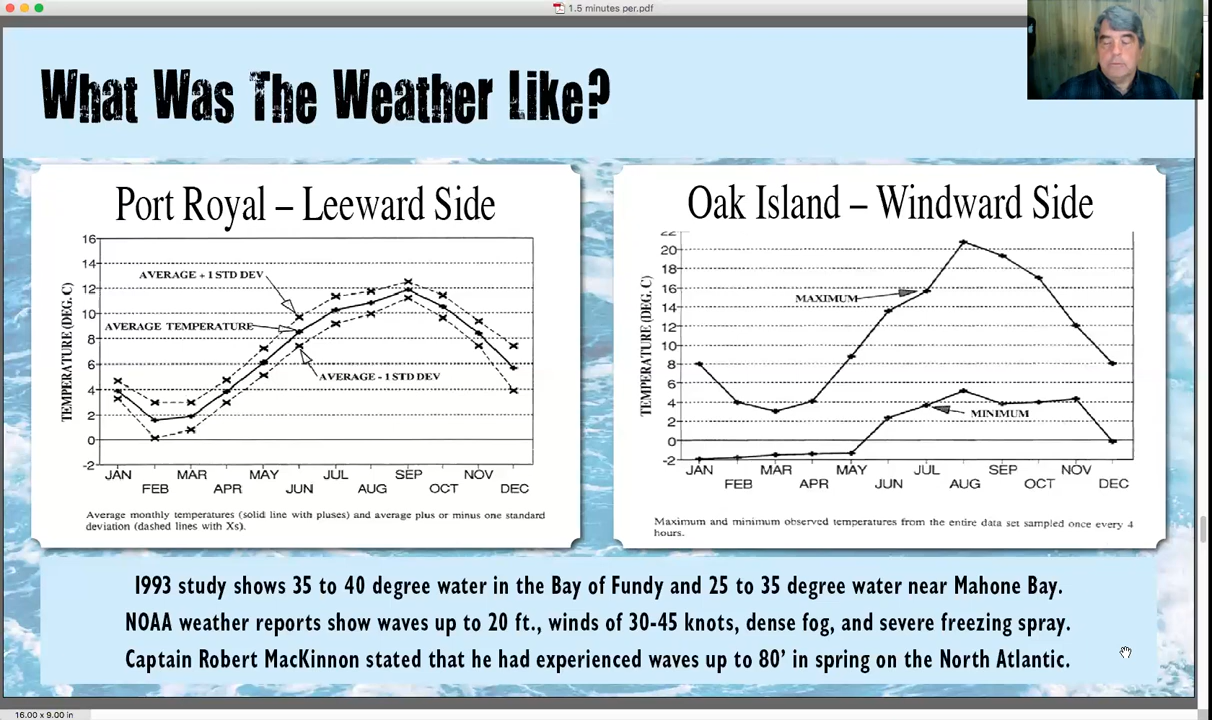 1.5 minutes per.pdf
What Was The Weather Like?
Port Royal – Leeward Side
16
14
12
10
8
6
4
2
0
-2
TEMPERATURE (DEG. C)
AVERAGE + 1 STD DEV
AVERAGE TEMPERATURE
AVERAGE - 1 STD DEV
JAN
FEB
MAR
APR
MAY
JUN
JUL
AUG
SEP
OCT
NOV
DEC
Average monthly temperatures (solid line with pluses) and average plus or minus one standard
deviation (dashed lines with Xs).
Oak Island – Windward Side
22
20
18
16
14
12
10
8
6
4
2
0
-2
TEMPERATURE (DEG. C)
MAXIMUM
MINIMUM
JAN
FEB
MAR
APR
MAY
JUN
JUL
AUG
SEP
OCT
NOV
DEC
Maximum and minimum observed temperatures from the entire data set sampled once every 4
hours.
1993 study shows 35 to 40 degree water in the Bay of Fundy and 25 to 35 degree water near Mahone Bay.
NOAA weather reports show waves up to 20 ft., winds of 30-45 knots, dense fog, and severe freezing spray.
Captain Robert MacKinnon stated that he had experienced waves up to 80' in spring on the North Atlantic.
16.00 x 9.00 in